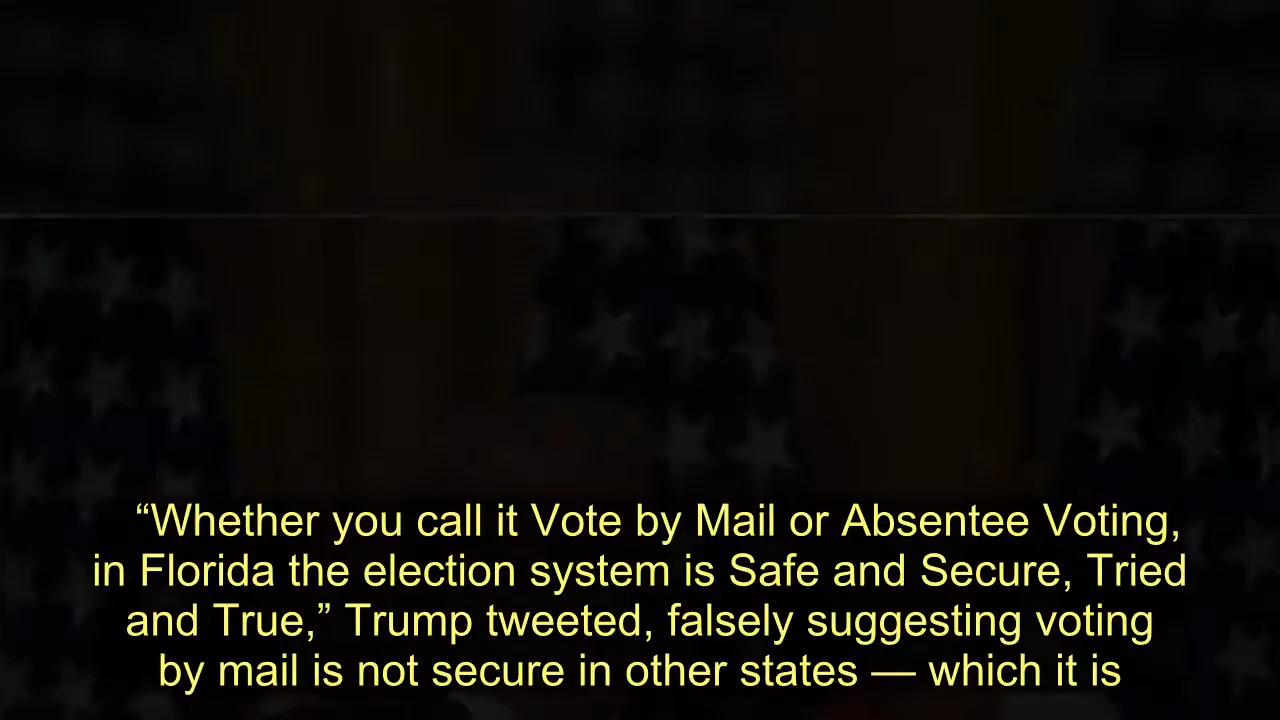 “Whether you call it Vote by Mail or Absentee Voting,
in Florida the election system is Safe and Secure, Tried
and True,” Trump tweeted, falsely suggesting voting
by mail is not secure in other states — which it is